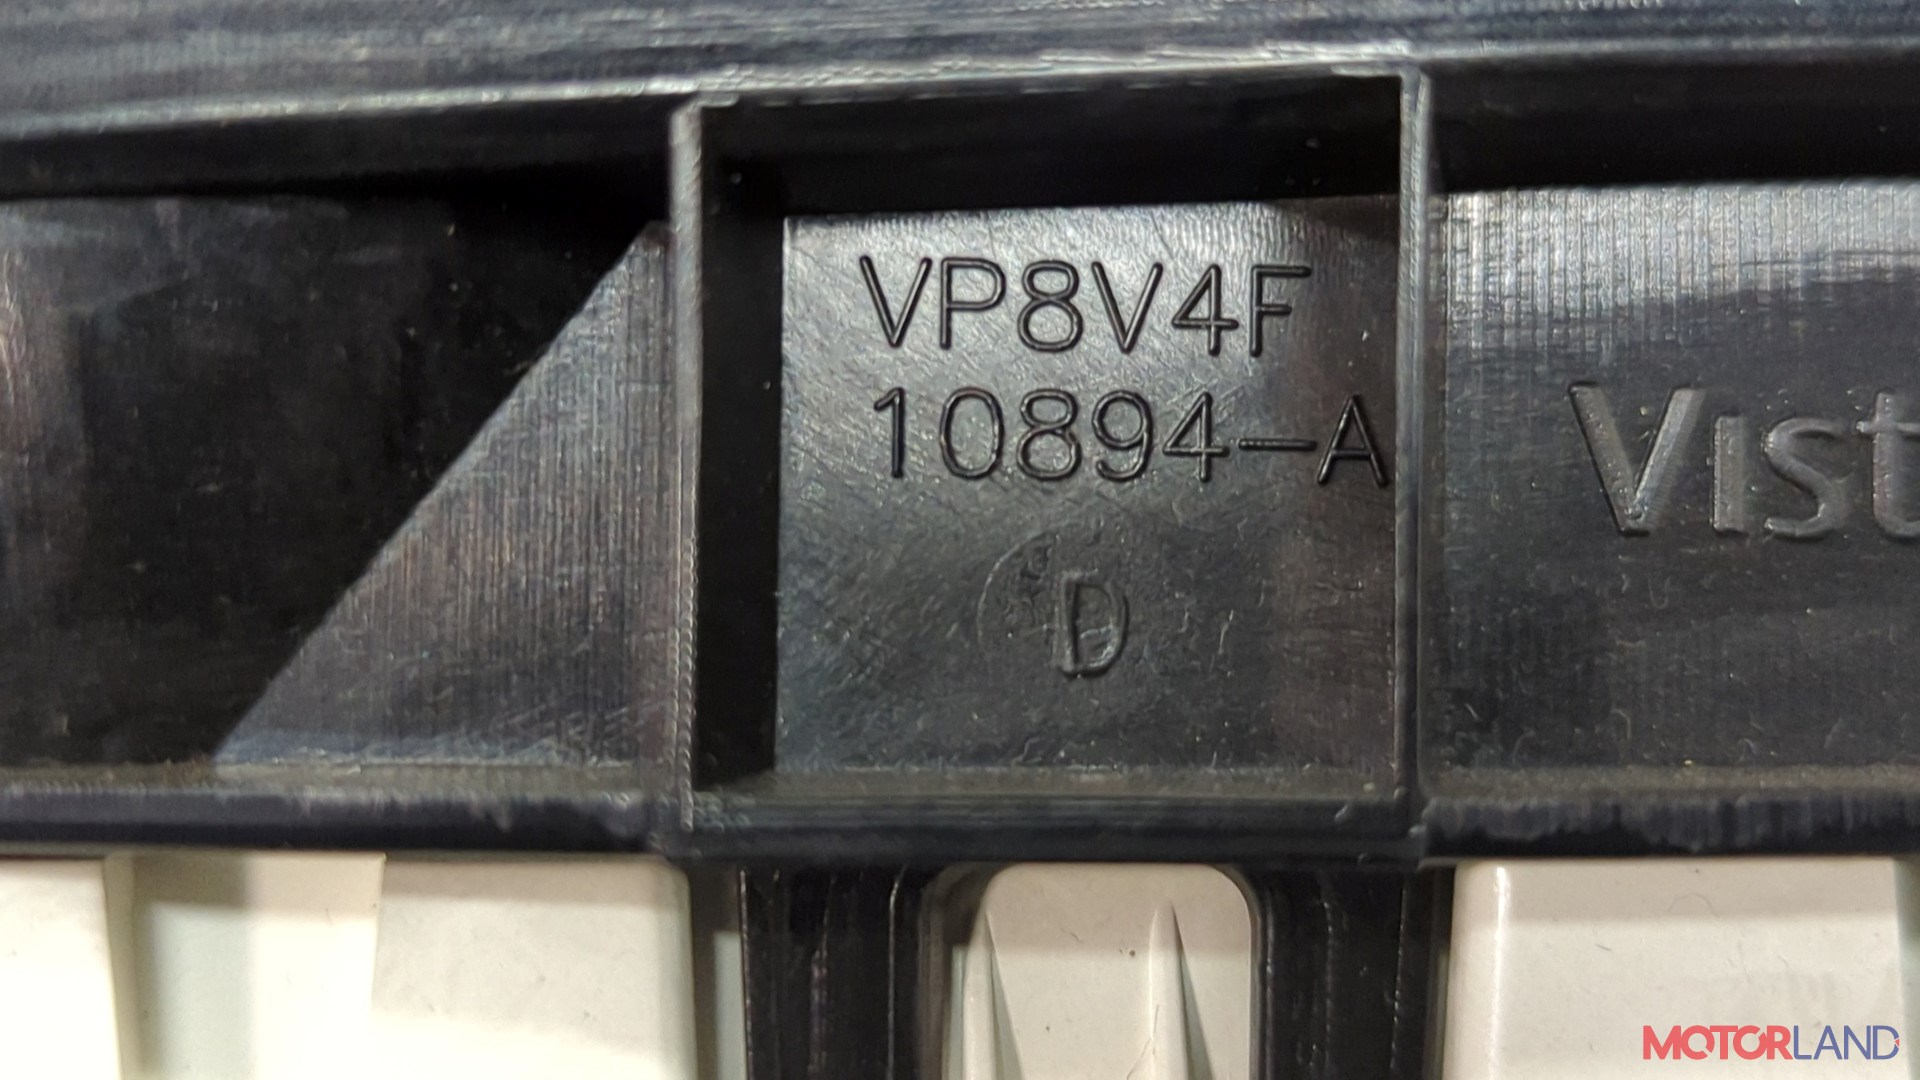 VP8V4F
10894-A
Vist
D
MOTORLAND